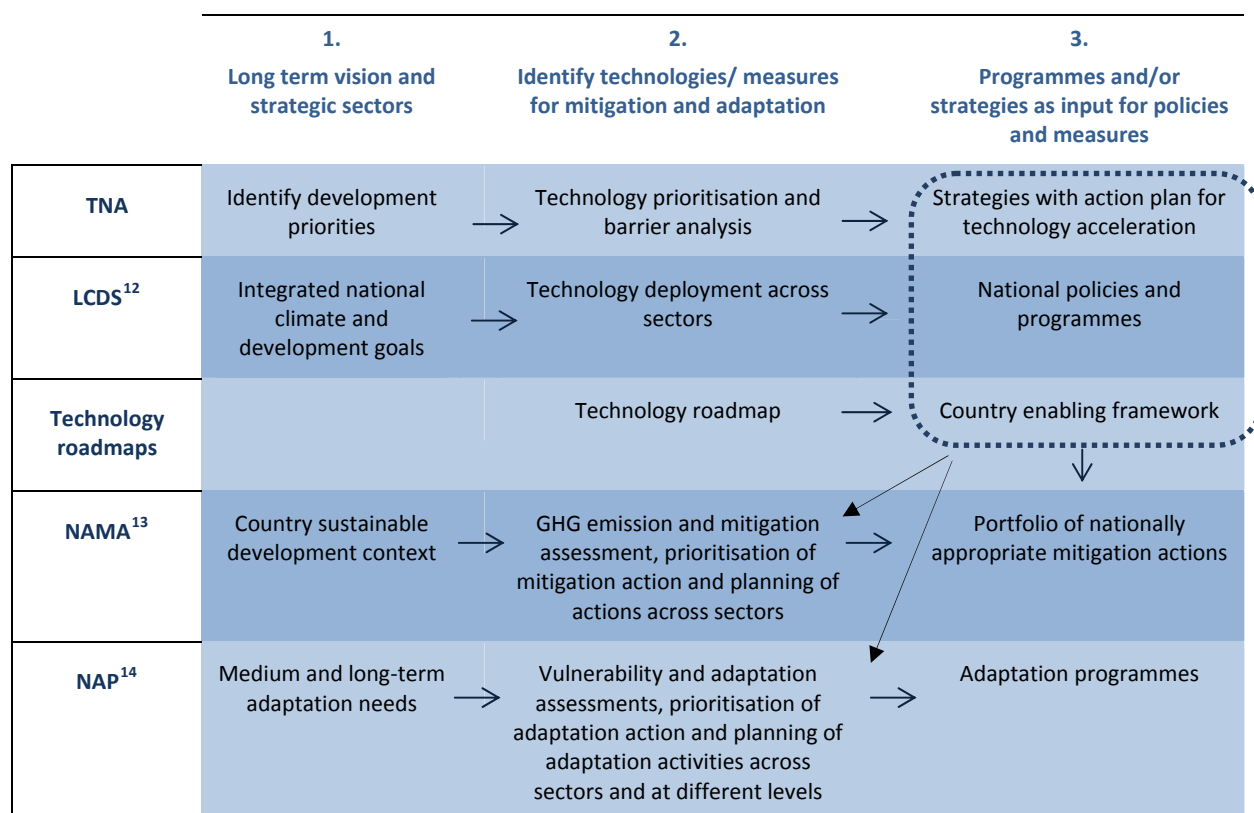 1.
Long term vision and
strategic sectors
2.
Identify technologies/ measures
for mitigation and adaptation
3.
Programmes and/or
strategies as input for policies
and measures
TNA
Identify development
priorities
Technology prioritisation and
barrier analysis
Strategies with action plan for
technology acceleration
LCDS12
Integrated national
climate and
development goals
Technology deployment across
sectors
National policies and
programmes
Technology
roadmaps
Technology roadmap
Country enabling framework
NAMA13
Country sustainable
development context
GHG emission and mitigation
assessment, prioritisation of
mitigation action and planning of
actions across sectors
Portfolio of nationally
appropriate mitigation actions
NAP14
Medium and long-term
adaptation needs
Vulnerability and adaptation
assessments, prioritisation of
adaptation action and planning of
adaptation activities across
sectors and at different levels
Adaptation programmes